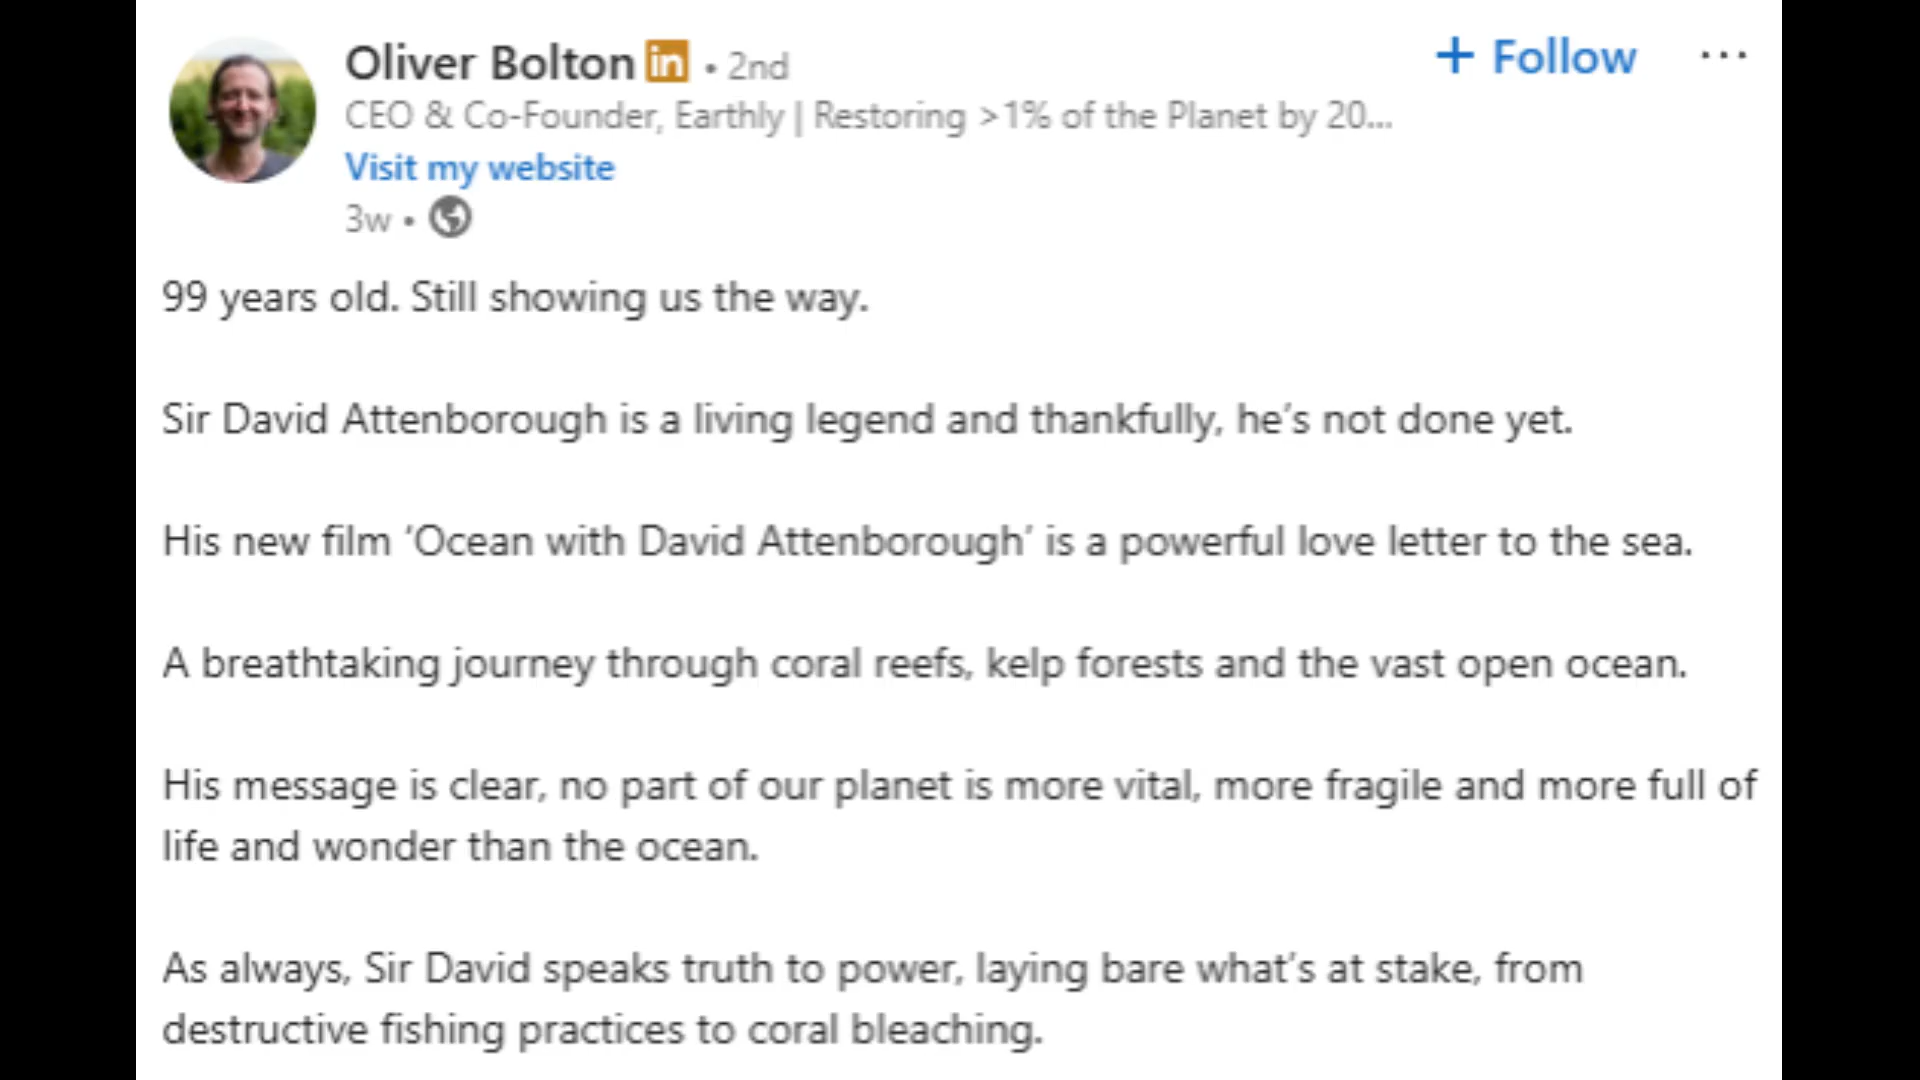 Oliver Bolton in • 2nd
+ Follow ...
CEO & Co-Founder, Earthly | Restoring >1% of the Planet by 20...
Visit my website
3w •
99 years old. Still showing us the way.
Sir David Attenborough is a living legend and thankfully, he's not done yet.
His new film ‘Ocean with David Attenborough’ is a powerful love letter to the sea.
A breathtaking journey through coral reefs, kelp forests and the vast open ocean.
His message is clear, no part of our planet is more vital, more fragile and more full of
life and wonder than the ocean.
As always, Sir David speaks truth to power, laying bare what's at stake, from
destructive fishing practices to coral bleaching.